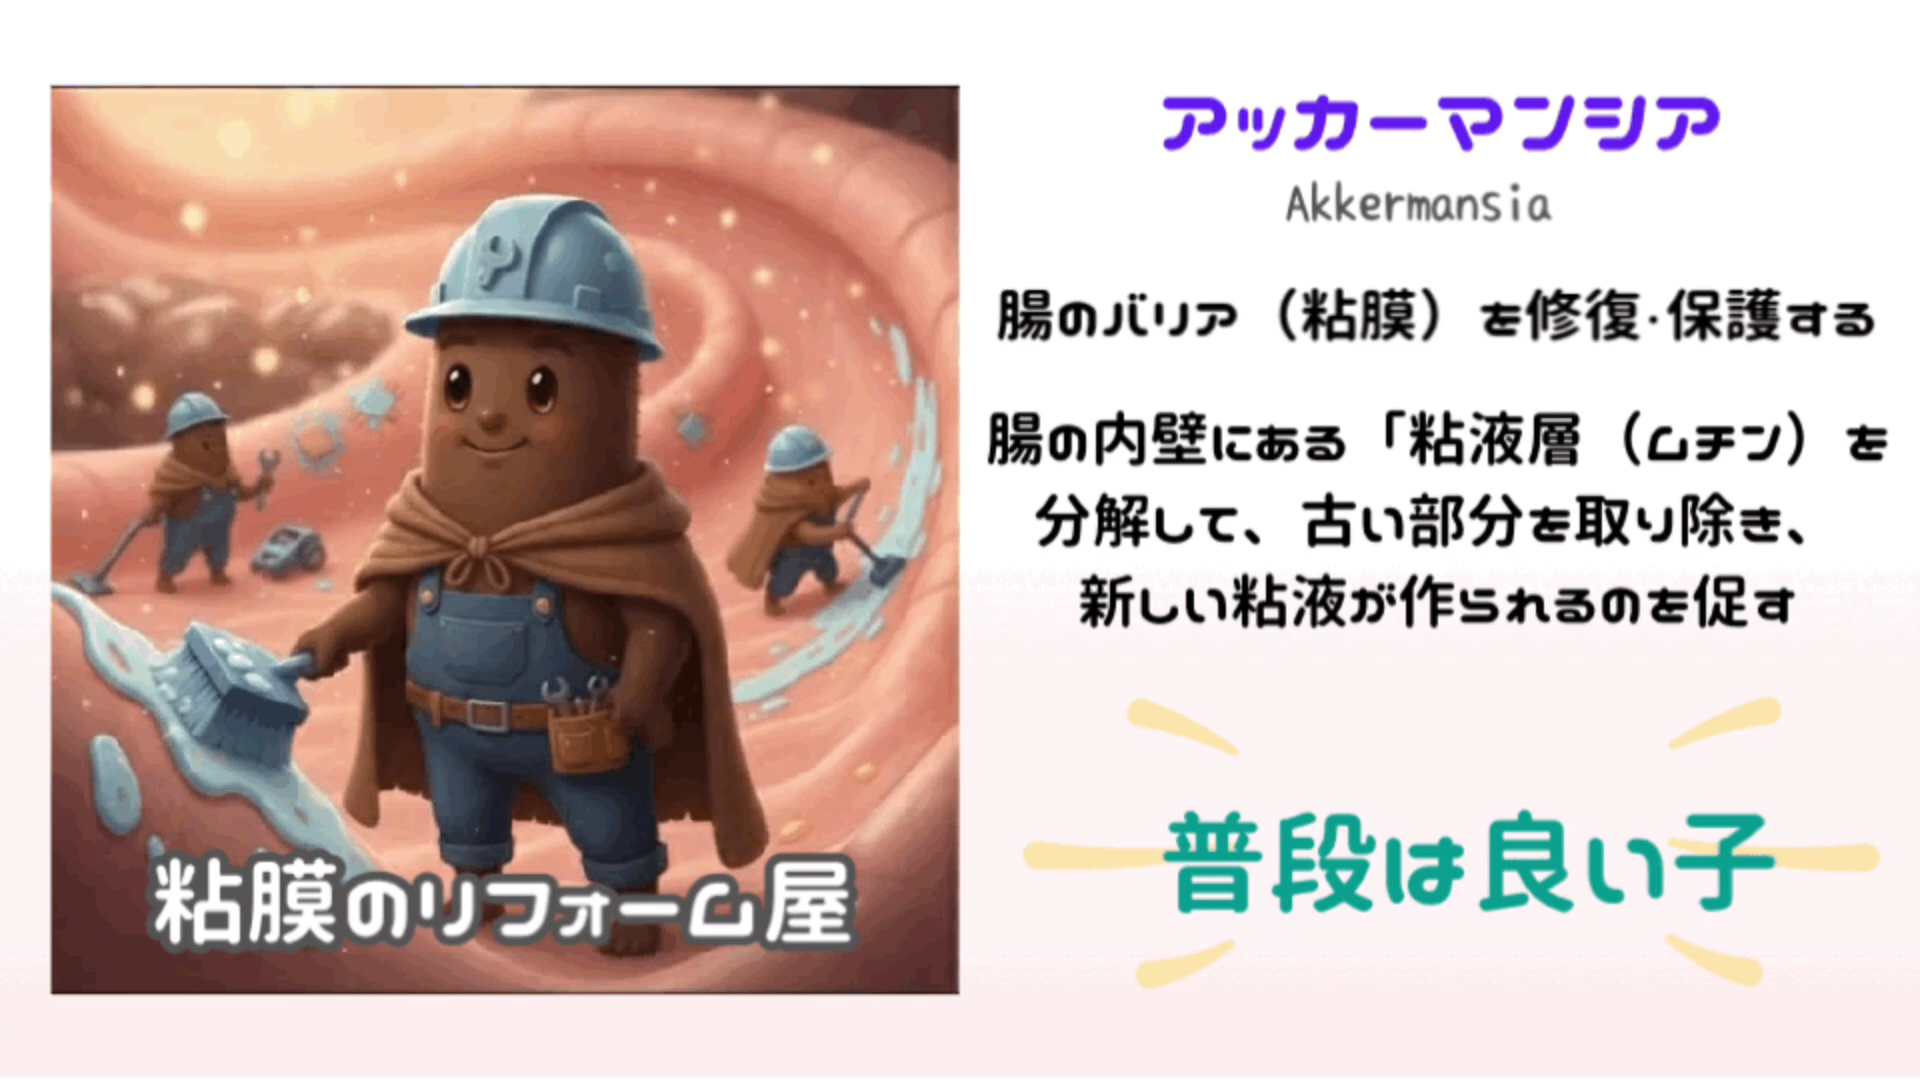 アッカーマンシア
Akkermansia
腸のバリア（粘膜）を修復·保護する
腸の内壁にある「粘液層（ムチン）を
分解して、古い部分を取り除き、
新しい粘液が作られるのを促す
普段は良い子
粘膜のリフォーム屋